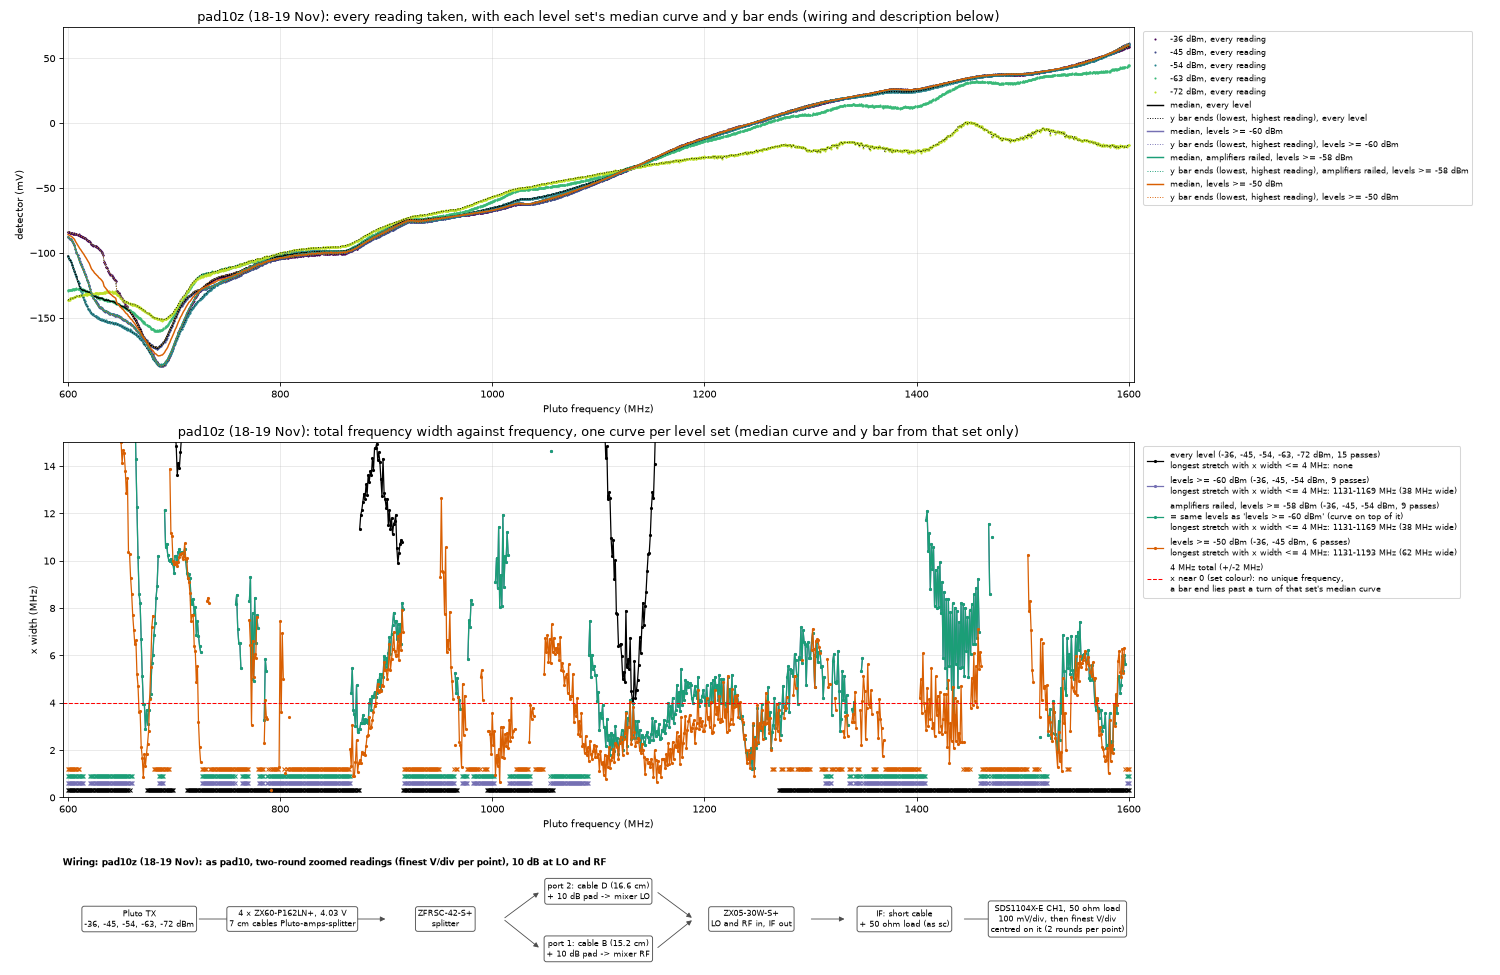 pad10z (18-19 Nov): every reading taken, with each level set's median curve and y bar ends (wiring and description below)
detector (mV)
50
0
−50
−100
−150
600
800
1000
1200
1400
1600
Pluto frequency (MHz)
-36 dBm, every reading
-45 dBm, every reading
-54 dBm, every reading
-63 dBm, every reading
-72 dBm, every reading
median, every level
y bar ends (lowest, highest reading), every level
median, levels >= -60 dBm
y bar ends (lowest, highest reading), levels >= -60 dBm
median, amplifiers railed, levels >= -58 dBm
y bar ends (lowest, highest reading), amplifiers railed, levels >= -58 dBm
median, levels >= -50 dBm
y bar ends (lowest, highest reading), levels >= -50 dBm
pad10z (18-19 Nov): total frequency width against frequency, one curve per level set (median curve and y bar from that set only)
x width (MHz)
14
12
10
8
6
4
2
0
600
800
1000
1200
1400
1600
Pluto frequency (MHz)
every level (-36, -45, -54, -63, -72 dBm, 15 passes)
longest stretch with x width <= 4 MHz: none
levels >= -60 dBm (-36, -45, -54 dBm, 9 passes)
longest stretch with x width <= 4 MHz: 1131-1169 MHz (38 MHz wide)
amplifiers railed, levels >= -58 dBm (-36, -45, -54 dBm, 9 passes)
= same levels as 'levels >= -60 dBm' (curve on top of it)
longest stretch with x width <= 4 MHz: 1131-1169 MHz (38 MHz wide)
levels >= -50 dBm (-36, -45 dBm, 6 passes)
longest stretch with x width <= 4 MHz: 1131-1193 MHz (62 MHz wide)
4 MHz total (+/-2 MHz)
x near 0 (set colour): no unique frequency,
a bar end lies past a turn of that set's median curve
Wiring: pad10z (18-19 Nov): as pad10, two-round zoomed readings (finest V/div per point), 10 dB at LO and RF
Pluto TX
-36, -45, -54, -63, -72 dBm
4 x ZX60-P162LN+, 4.03 V
7 cm cables Pluto-amps-splitter
ZFRSC-42-S+
splitter
port 2: cable D (16.6 cm)
+ 10 dB pad -> mixer LO
port 1: cable B (15.2 cm)
+ 10 dB pad -> mixer RF
ZX05-30W-S+
LO and RF in, IF out
IF: short cable
+ 50 ohm load (as sc)
SDS1104X-E CH1, 50 ohm load
100 mV/div, then finest V/div
centred on it (2 rounds per point)